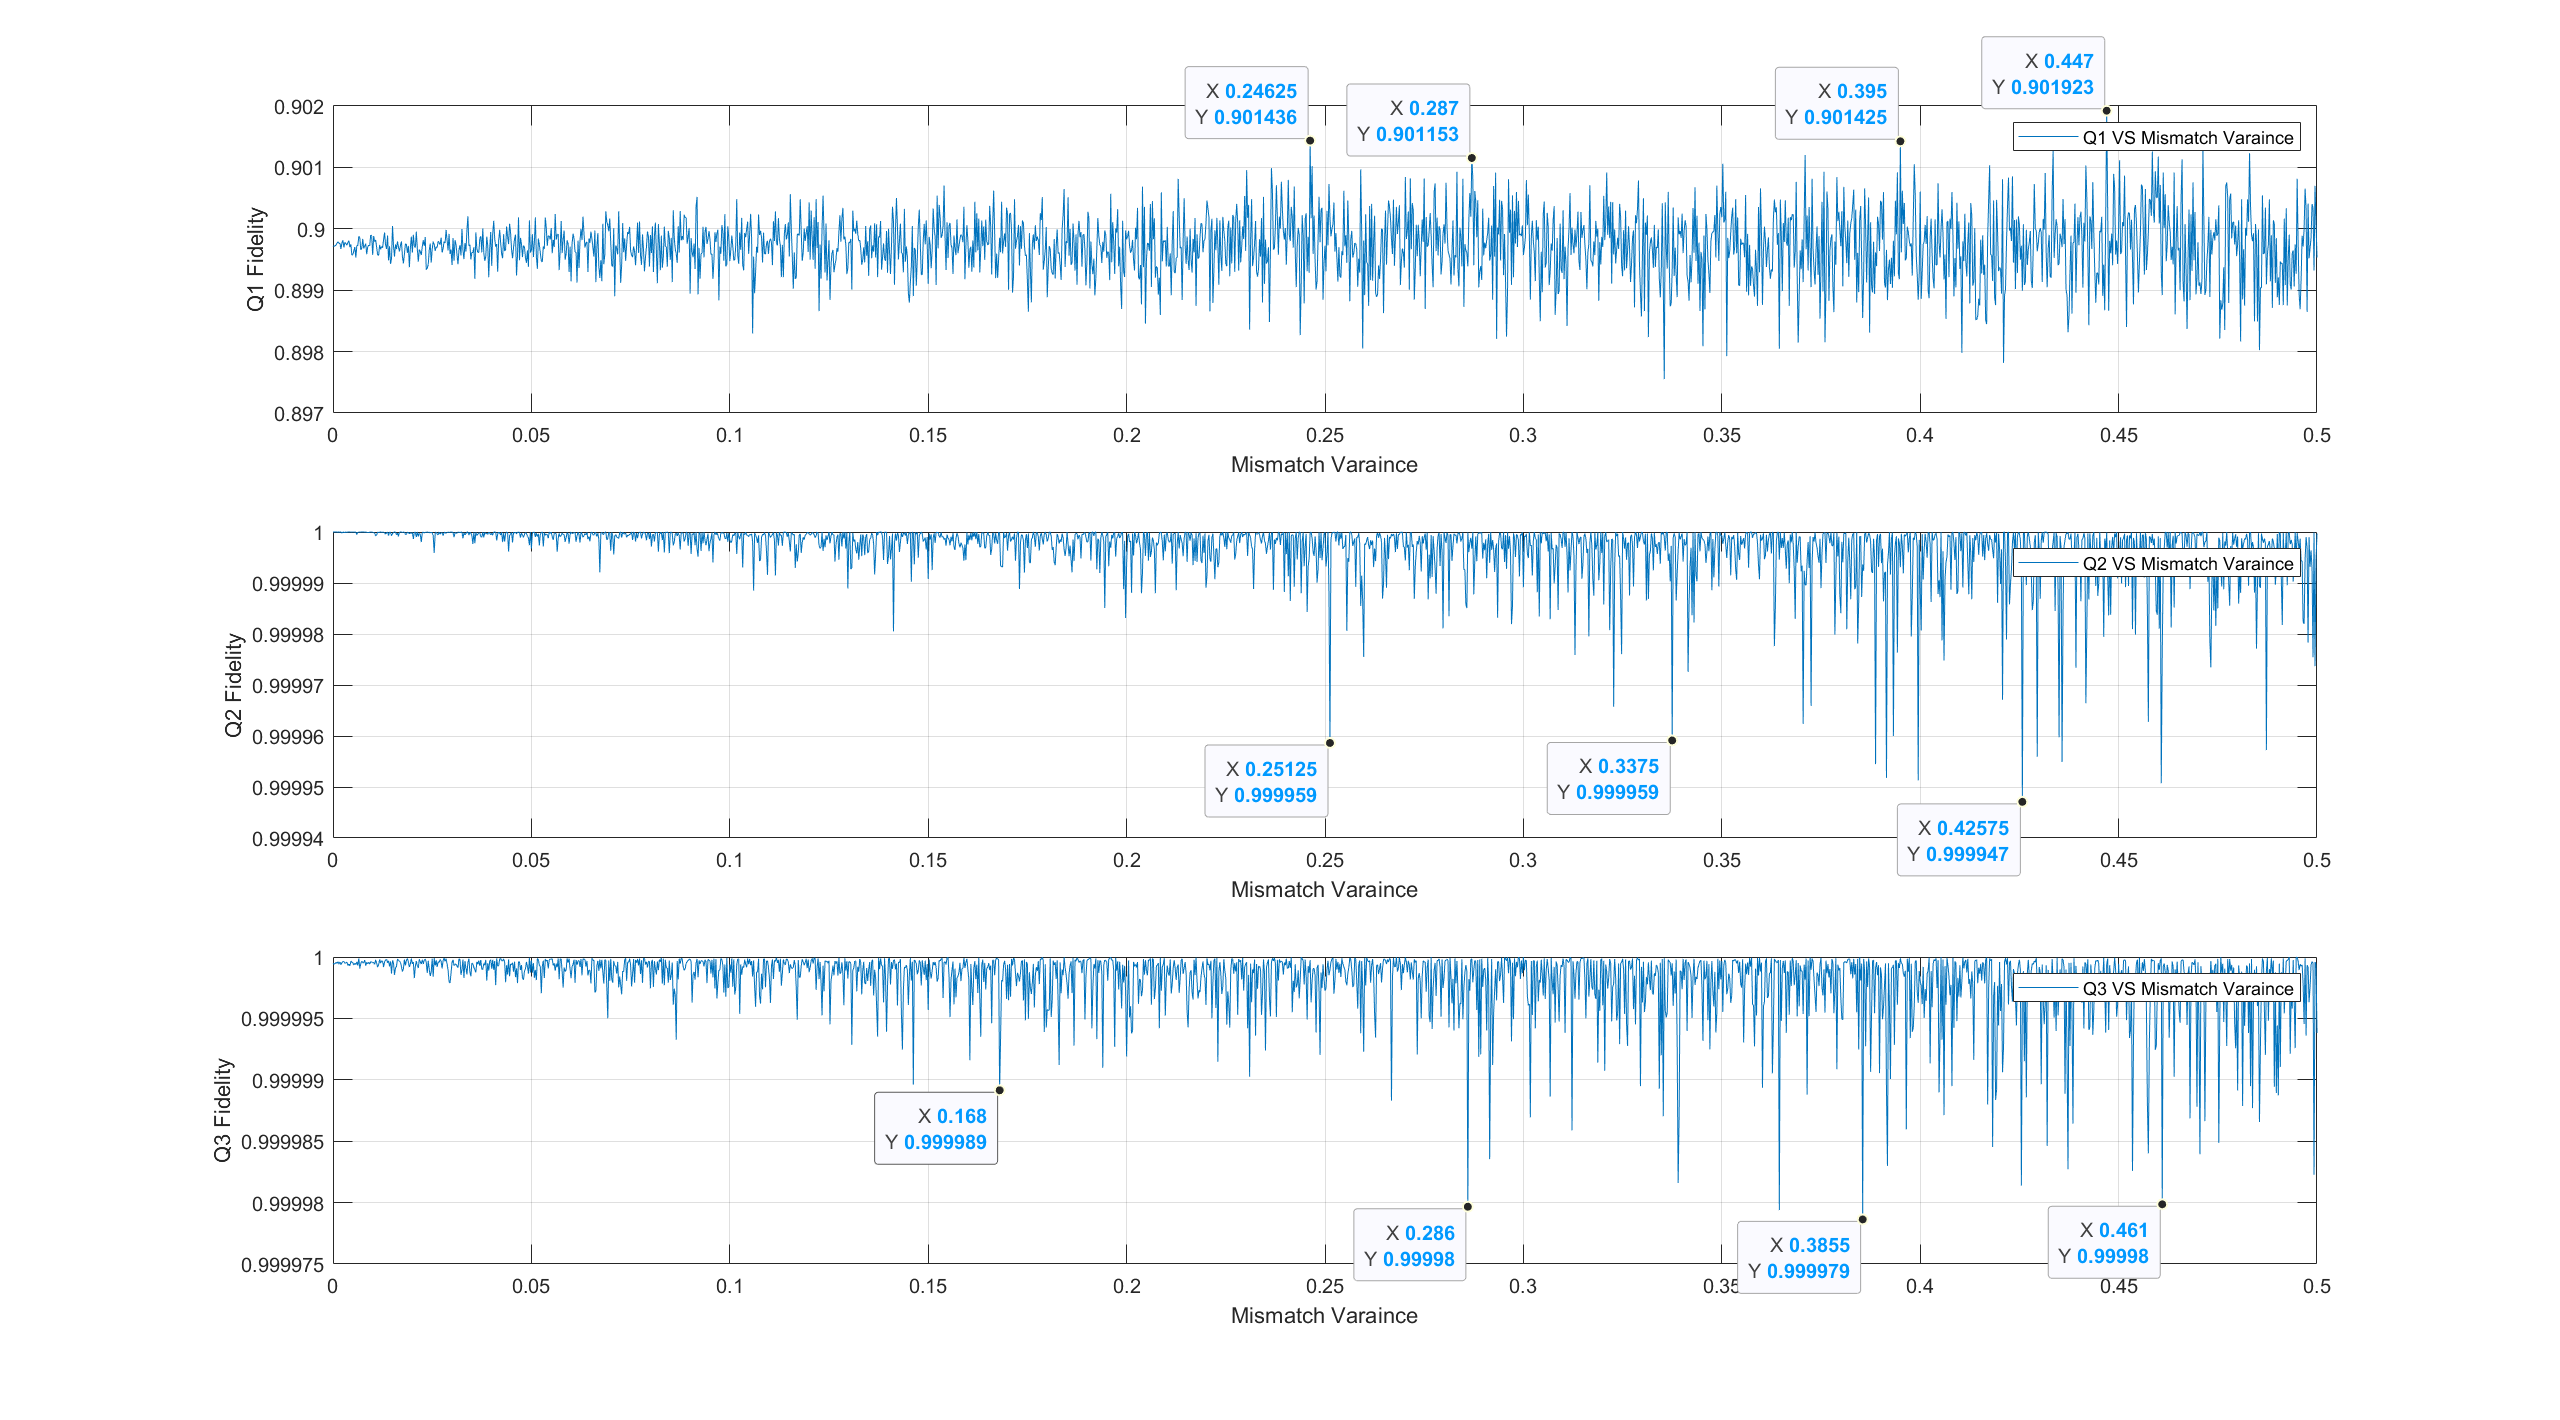 X 0.447
Y 0.901923
X 0.24625
Y 0.901436
X 0.287
Y 0.901153
X 0.395
Y 0.901425
Q1 VS Mismatch Varaince
0.902
0.901
0.9
0.899
0.898
0.897
Q1 Fidelity
0 0.05 0.1 0.15 0.2 0.25 0.3 0.35 0.4 0.45 0.5
Mismatch Varaince
Q2 VS Mismatch Varaince
1
0.99999
0.99998
0.99997
0.99996
0.99995
0.99994
Q2 Fidelity
X 0.25125
Y 0.999959
X 0.3375
Y 0.999959
X 0.42575
Y 0.999947
0 0.05 0.1 0.15 0.2 0.25 0.3 0.35 0.4 0.45 0.5
Mismatch Varaince
Q3 VS Mismatch Varaince
1
0.999995
0.99999
0.999985
0.99998
0.999975
Q3 Fidelity
X 0.168
Y 0.999989
X 0.286
Y 0.99998
X 0.3855
Y 0.999979
X 0.461
Y 0.99998
0 0.05 0.1 0.15 0.2 0.25 0.3 0.35 0.4 0.45 0.5
Mismatch Varaince